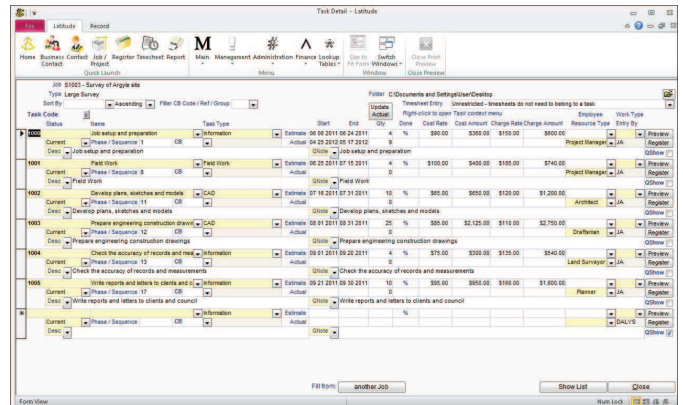 Task Detail - Latitude
File Latitude Record
Home Business Contact Contact Job / Project Register Timesheet Report Main Management Administration Finance Lookup Tables Size to Fit Form Switch Windows Close Print Preview
Quick Launch Menu Window Close Preview
Job S1003 - Survey of Argyle site
Type Large Survey Folder C:\Documents and Settings\User\Desktop
Sort By Ascending Filter CB Code / Ref / Group Update Actual Timesheet Entry Unrestricted - timesheets do not need to belong to a task
Task Code Right-click to open Task context menu Employee Work Type
Status Name Task Type Start End Qty Done Cost Rate Cost Amount Charge Rate Charge Amount Resource Type Entry By
1000 Job setup and preparation Information Estimate 06 08 2011 06 24 2011 4 % $90.00 $360.00 $150.00 $600.00 Preview
Current Phase / Sequence 1 CB Actual 04 25 2012 05 17 2012 0 Project Manager JA Register
Desc Job setup and preparation QNote Job setup and preparation QShow
1001 Field Work Field Work Estimate 06 25 2011 07 15 2011 4 % $100.00 $400.00 $185.00 $740.00 Preview
Current Phase / Sequence 8 CB Actual 0 Project Manager JA Register
Desc Field Work QNote Field Work QShow
1002 Develop plans, sketches and models CAD Estimate 07 16 2011 07 31 2011 10 % $65.00 $650.00 $120.00 $1,200.00 Preview
Current Phase / Sequence 11 CB Actual 0 Architect JA Register
Desc Develop plans, sketches and models QNote Develop plans, sketches and models QShow
1003 Prepare engineering construction drawi CAD Estimate 08 01 2011 08 31 2011 25 % $85.00 $2,125.00 $110.00 $2,750.00 Preview
Current Phase / Sequence 12 CB Actual 0 Draftsman JA Register
Desc Prepare engineering construction drawings QNote Prepare engineering construction drawings QShow
1004 Check the accuracy of records and mea Information Estimate 09 01 2011 09 20 2011 4 % $75.00 $300.00 $135.00 $540.00 Preview
Current Phase / Sequence 13 CB Actual 0 Land Surveyor JA Register
Desc Check the accuracy of records and measurements QNote Check the accuracy of records and measurements QShow
1005 Write reports and letters to clients and c Information Estimate 09 21 2011 09 30 2011 10 % $95.00 $950.00 $160.00 $1,600.00 Preview
Current Phase / Sequence 17 CB Actual 0 Planner JA Register
Desc Write reports and letters to clients and council QNote Write reports and letters to clients and council QShow
Information Estimate % Preview
Current Phase / Sequence CB Actual DALYS Register
Desc QNote QShow
Fill from: another Job Show List Close
Form View Num Lock